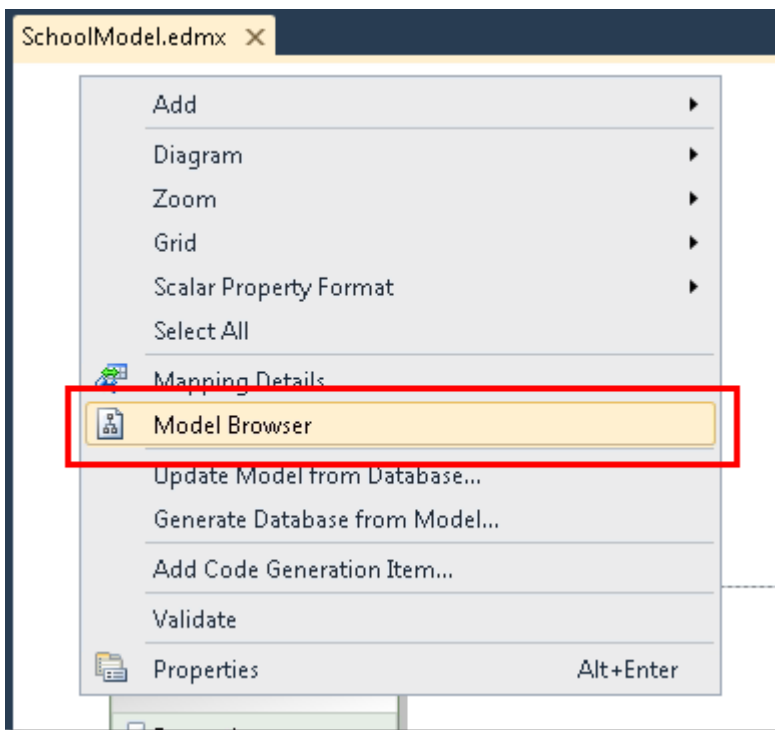 SchoolModel.edmx
Add
Diagram
Zoom
Grid
Scalar Property Format
Select All
Mapping Details
Model Browser
Update Model from Database...
Generate Database from Model...
Add Code Generation Item...
Validate
Properties Alt+Enter